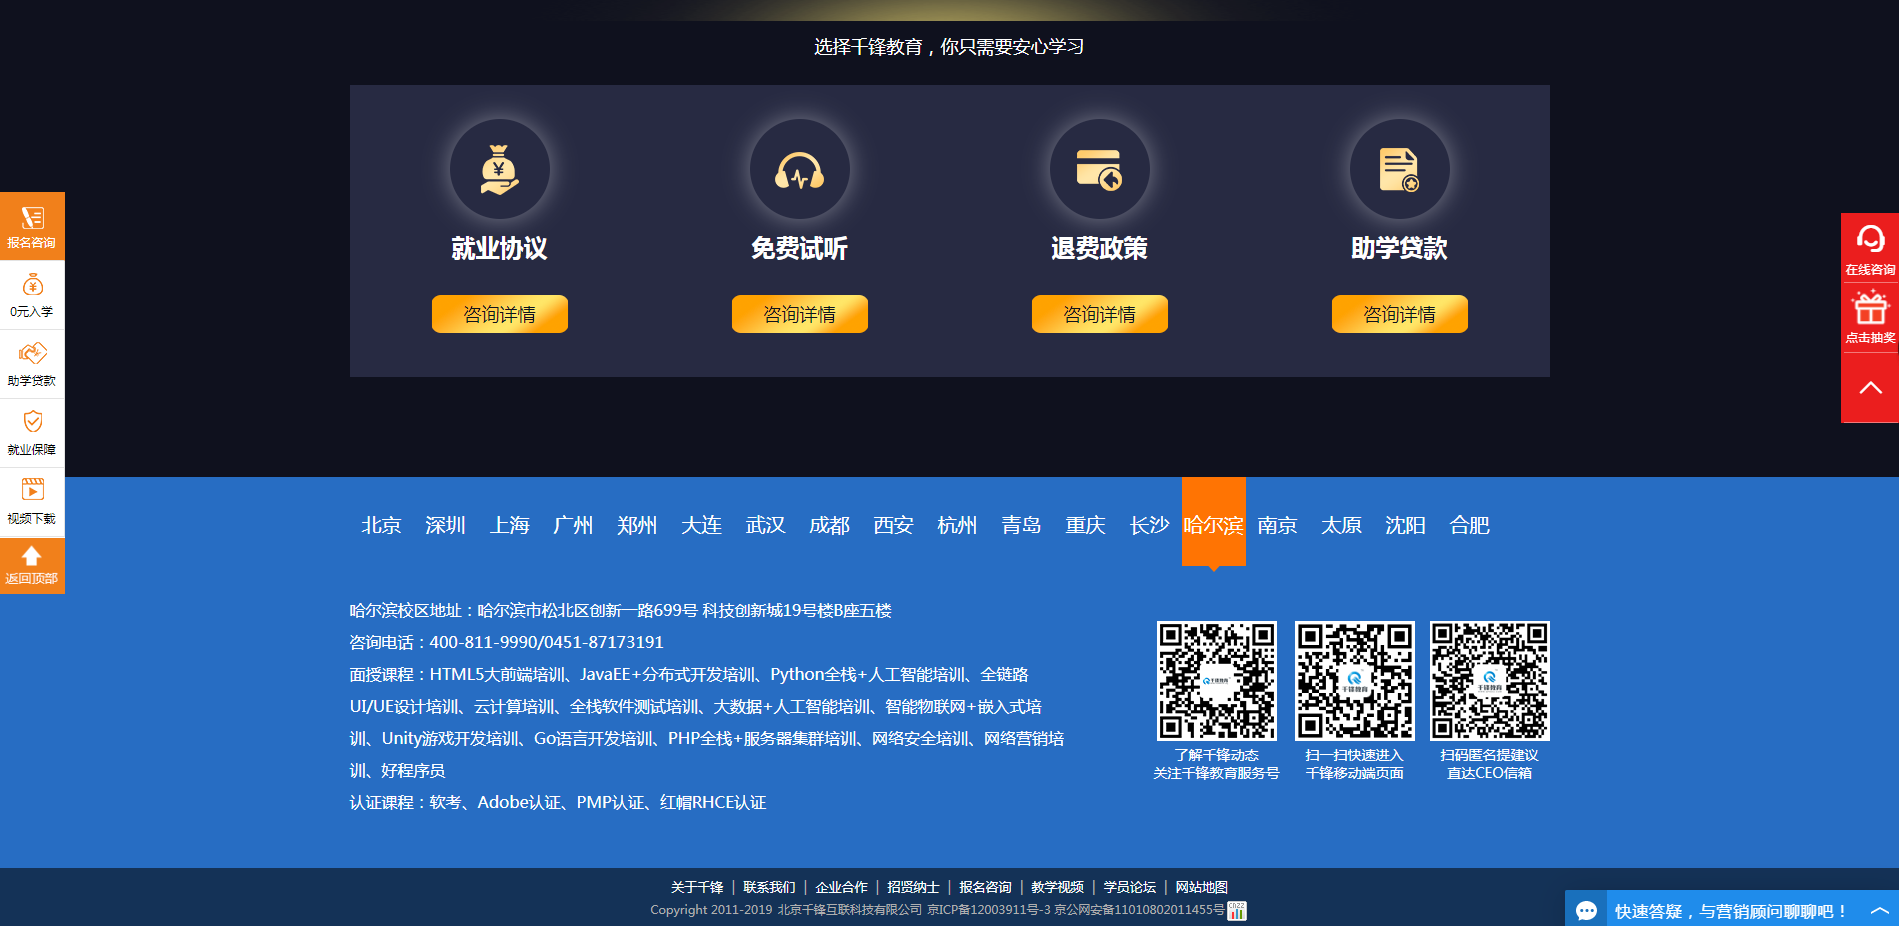 选择千锋教育，你只需要安心学习
就业协议
免费试听
退费政策
助学贷款
咨询详情
咨询详情
咨询详情
咨询详情
报名咨询
0元入学
助学贷款
就业保障
视频下载
返回顶部
在线咨询
点击抽奖
北京 深圳 上海 广州 郑州 大连 武汉 成都 西安 杭州 青岛 重庆 长沙 哈尔滨 南京 太原 沈阳 合肥
哈尔滨校区地址：哈尔滨市松北区创新一路699号 科技创新城19号楼B座五楼
咨询电话：400-811-9990/0451-87173191
面授课程：HTML5大前端培训、JavaEE+分布式开发培训、Python全栈+人工智能培训、全链路
UI/UE设计培训、云计算培训、全栈软件测试培训、大数据+人工智能培训、智能物联网+嵌入式培
训、Unity游戏开发培训、Go语言开发培训、PHP全栈+服务器集群培训、网络安全培训、网络营销培
训、好程序员
认证课程：软考、Adobe认证、PMP认证、红帽RHCE认证
千锋教育
千锋教育
千锋教育
了解千锋动态
关注千锋教育服务号
扫一扫快速进入
千锋移动端页面
扫码匿名提建议
直达CEO信箱
关于千锋 | 联系我们 | 企业合作 | 招贤纳士 | 报名咨询 | 教学视频 | 学员论坛 | 网站地图
Copyright 2011-2019 北京千锋互联科技有限公司 京ICP备12003911号-3 京公网安备11010802011455号
CNZZ
快速答疑，与营销顾问聊聊吧！